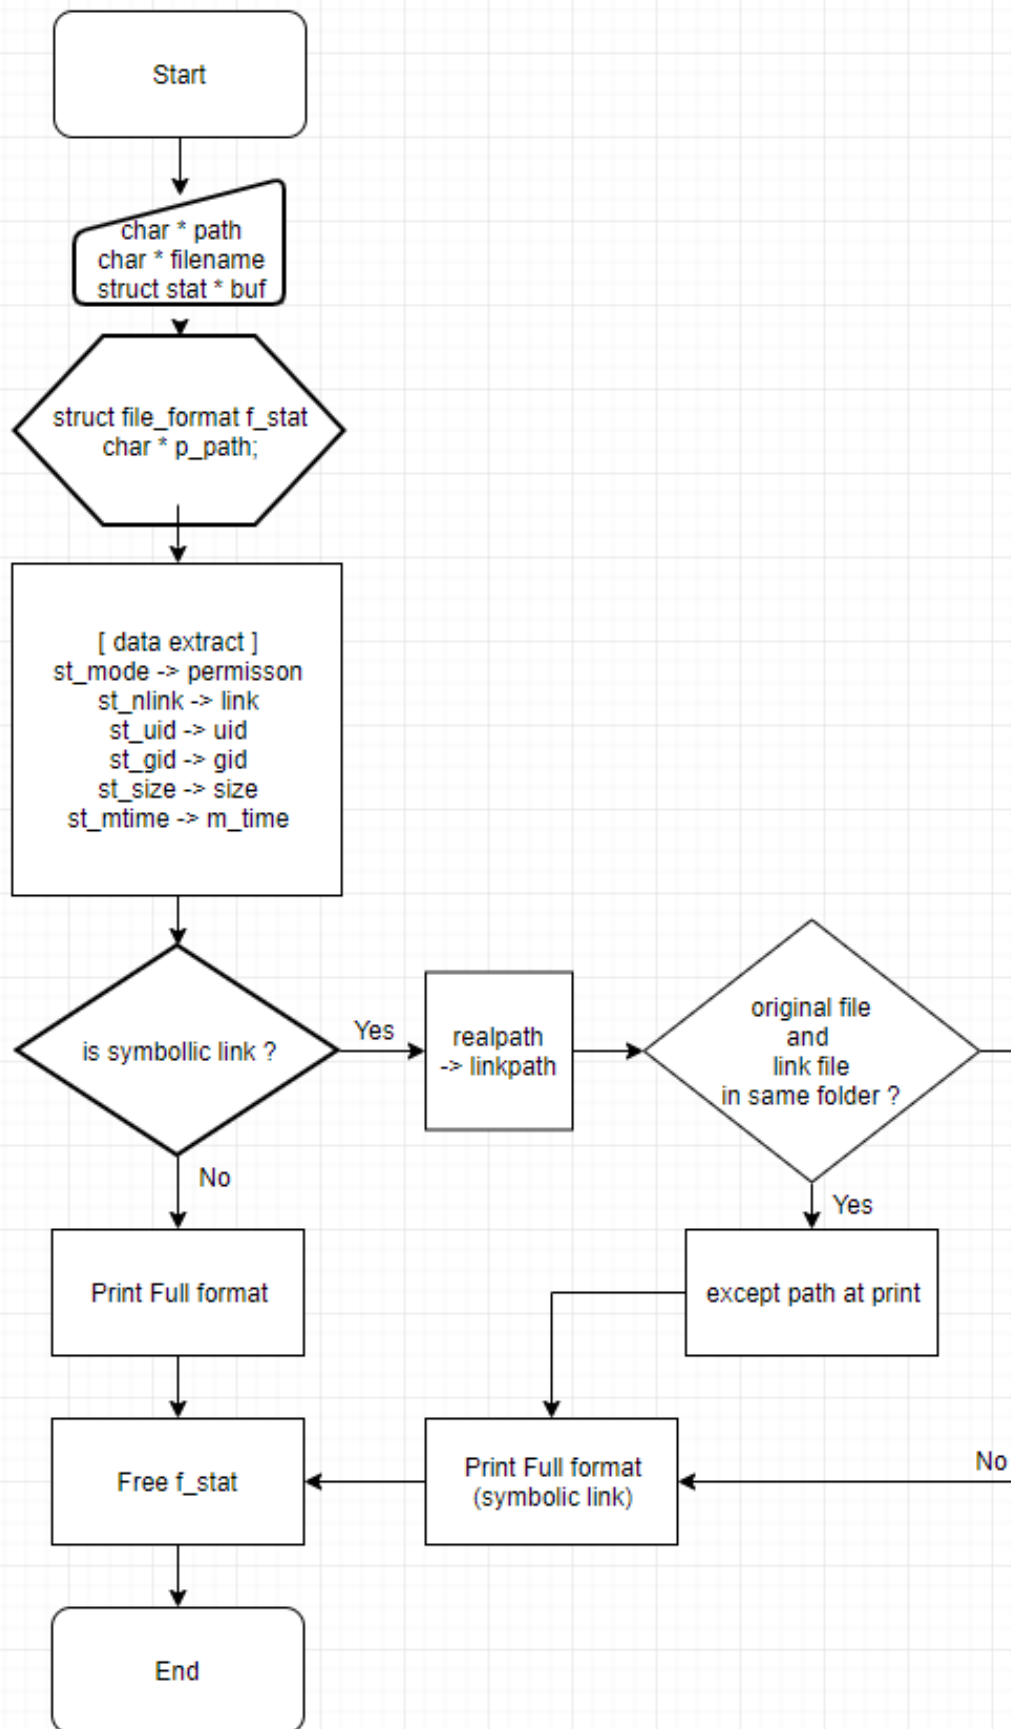 Start
char * path
char * filename
struct stat * buf
struct file_format f_stat
char * p_path;
[ data extract ]
st_mode -> permisson
st_nlink -> link
st_uid -> uid
st_gid -> gid
st_size -> size
st_mtime -> m_time
is symbollic link ?
Yes
realpath
-> linkpath
original file
and
link file
in same folder ?
No
Yes
Print Full format
except path at print
Free f_stat
Print Full format
(symbolic link)
No
End